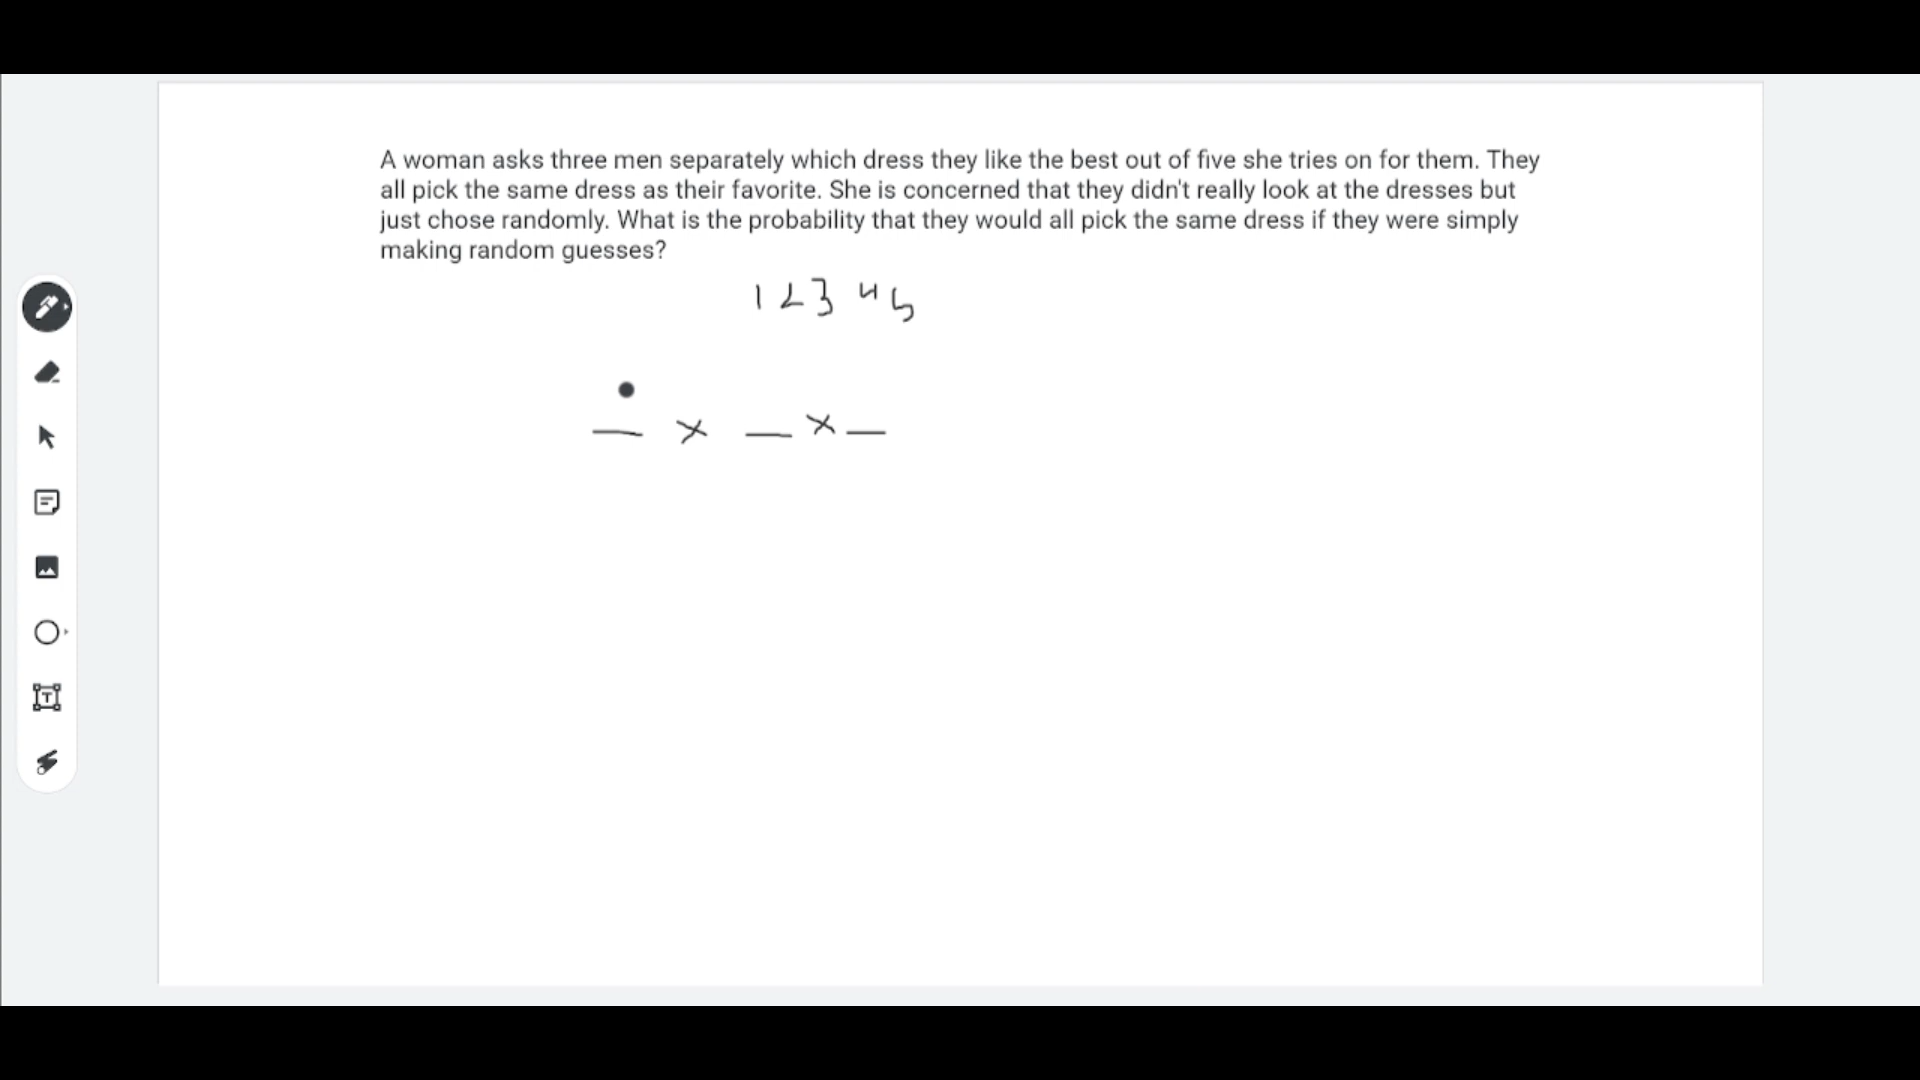 A woman asks three men separately which dress they like the best out of five she tries on for them. They
all pick the same dress as their favorite. She is concerned that they didn't really look at the dresses but
just chose randomly. What is the probability that they would all pick the same dress if they were simply
making random guesses?
1 2 3 4 5
_ x _ x _